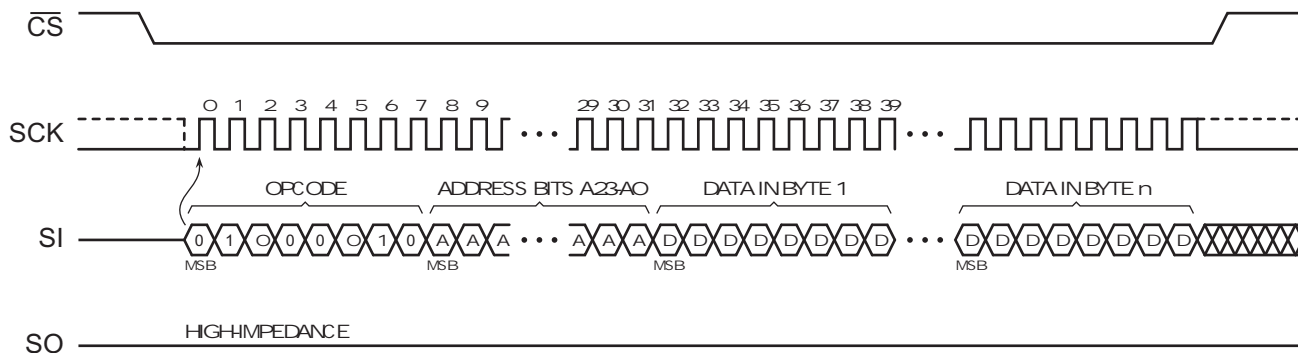 CS
0 1 2 3 4 5 6 7 8 9 29 30 31 32 33 34 35 36 37 38 39
SCK
OPCODE ADDRESS BITS A23-A0 DATA IN BYTE 1 DATA IN BYTE n
SI 0 1 0 0 0 0 1 0 A A A A A A D D D D D D D D D D D D D D D D
MSB MSB MSB MSB
HIGH-IMPEDANCE
SO